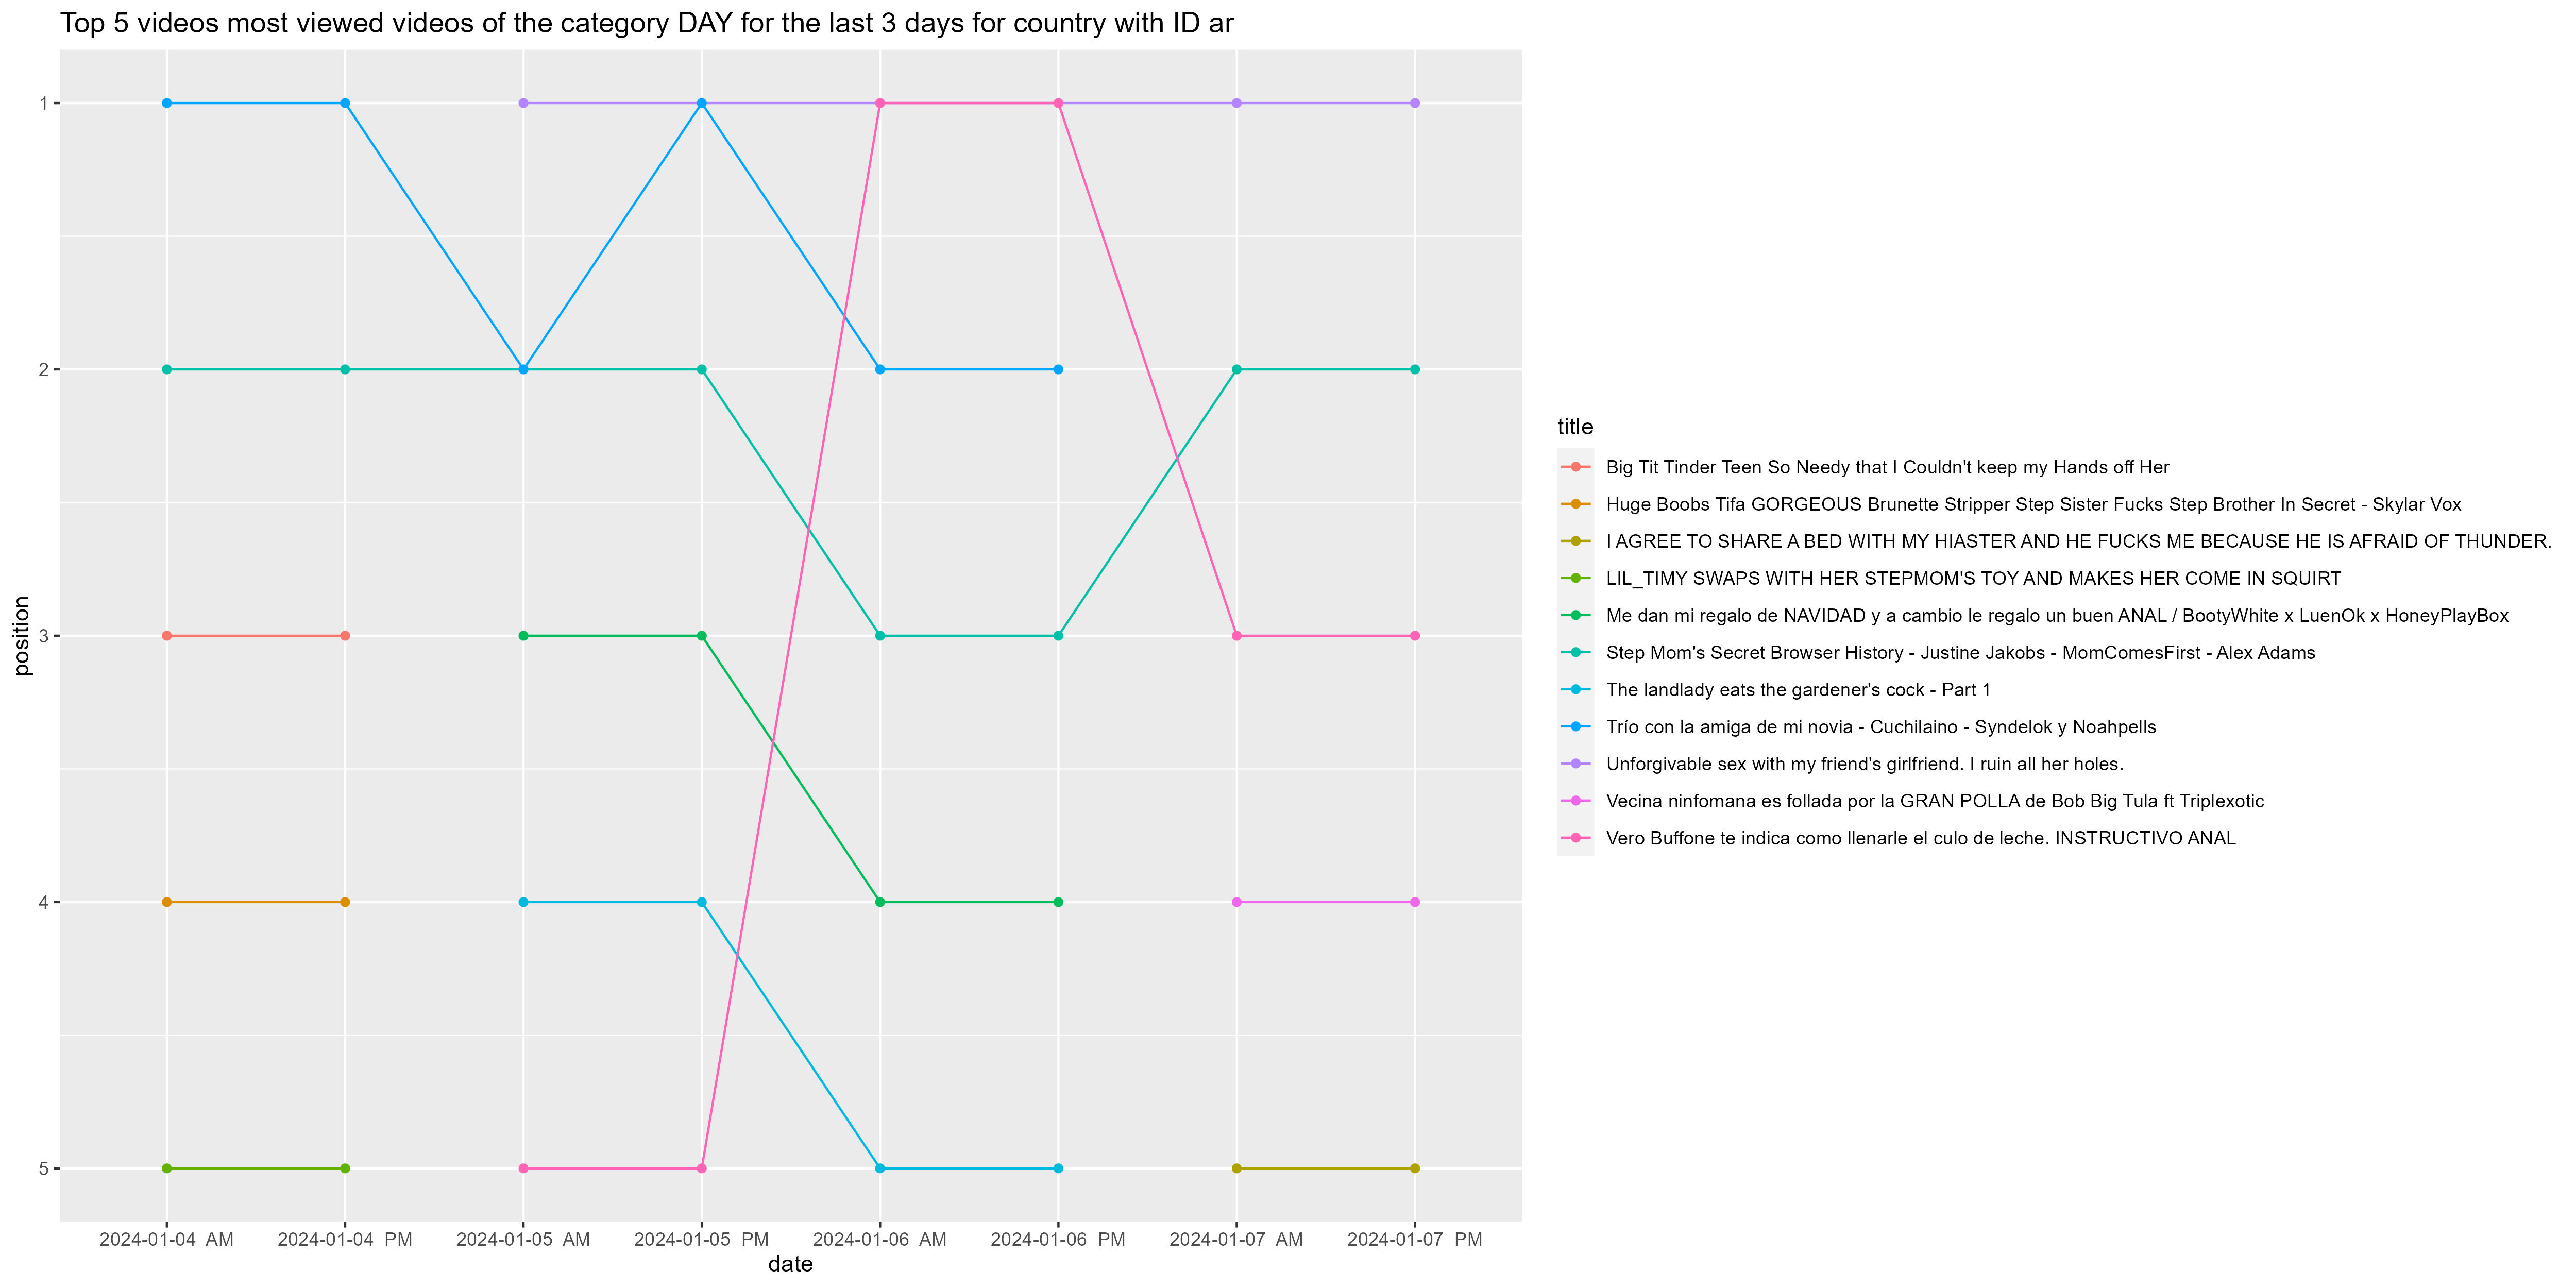 Top 5 videos most viewed videos of the category DAY for the last 3 days for country with ID ar
position
1
2
3
4
5
2024-01-04 AM
2024-01-04 PM
2024-01-05 AM
2024-01-05 PM
2024-01-06 AM
2024-01-06 PM
2024-01-07 AM
2024-01-07 PM
date
title
Big Tit Tinder Teen So Needy that I Couldn't keep my Hands off Her
Huge Boobs Tifa GORGEOUS Brunette Stripper Step Sister Fucks Step Brother In Secret - Skylar Vox
I AGREE TO SHARE A BED WITH MY HIASTER AND HE FUCKS ME BECAUSE HE IS AFRAID OF THUNDER.
LIL_TIMY SWAPS WITH HER STEPMOM'S TOY AND MAKES HER COME IN SQUIRT
Me dan mi regalo de NAVIDAD y a cambio le regalo un buen ANAL / BootyWhite x LuenOk x HoneyPlayBox
Step Mom's Secret Browser History - Justine Jakobs - MomComesFirst - Alex Adams
The landlady eats the gardener's cock - Part 1
Trío con la amiga de mi novia - Cuchilaino - Syndelok y Noahpells
Unforgivable sex with my friend's girlfriend. I ruin all her holes.
Vecina ninfomana es follada por la GRAN POLLA de Bob Big Tula ft Triplexotic
Vero Buffone te indica como llenarle el culo de leche. INSTRUCTIVO ANAL